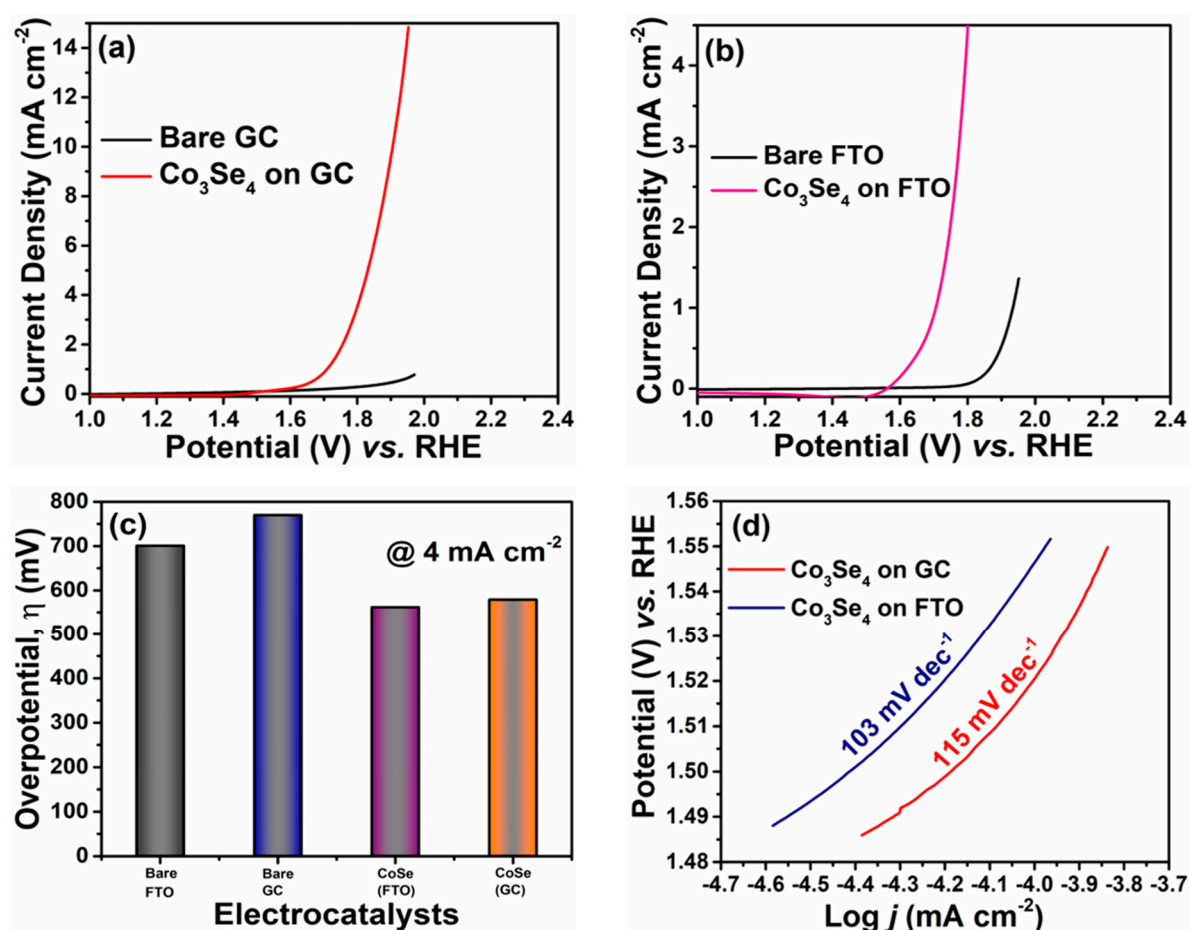 (a)
Current Density (mA cm⁻²)
14
12
10
8
6
4
2
0
Bare GC
Co₃Se₄ on GC
1.0 1.2 1.4 1.6 1.8 2.0 2.2 2.4
Potential (V) vs. RHE
(b)
Current Density (mA cm⁻²)
4
3
2
1
0
Bare FTO
Co₃Se₄ on FTO
1.0 1.2 1.4 1.6 1.8 2.0 2.2 2.4
Potential (V) vs. RHE
(c)
Overpotential, η (mV)
800
700
600
500
400
300
200
100
0
@ 4 mA cm⁻²
Bare
FTO
Bare
GC
CoSe
(FTO)
CoSe
(GC)
Electrocatalysts
(d)
Potential (V) vs. RHE
1.56
1.55
1.54
1.53
1.52
1.51
1.50
1.49
1.48
Co₃Se₄ on GC
Co₃Se₄ on FTO
103 mV dec⁻¹
115 mV dec⁻¹
-4.7 -4.6 -4.5 -4.4 -4.3 -4.2 -4.1 -4.0 -3.9 -3.8 -3.7
Log j (mA cm⁻²)